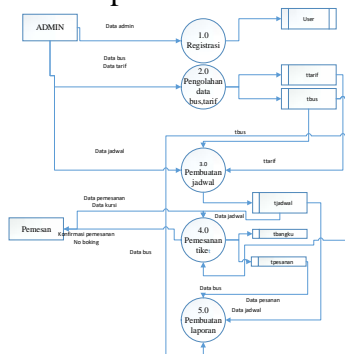 ADMIN
Data admin
1.0
Registrasi
User
Data bus
Data tarif
2.0
Pengolahan
data
bus,tarif
ttarif
tbus
tbus
Data jadwal
3.0
Pembuatan
jadwal
ttarif
Data pemesanan
Data kursi
tjadwal
Data jadwal
Pemesan
Konfirmasi pemesanan
No boking
4.0
Pemesanan
tike
tbangku
tpesanan
Data bus
Data bus
Data pesanan
Data jadwal
5.0
Pembuatan
laporan